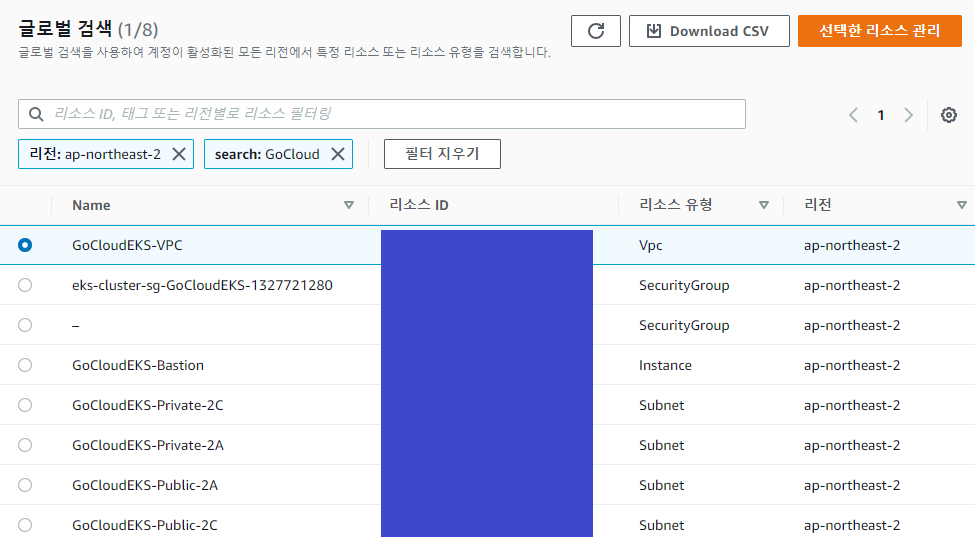 글로벌 검색 (1/8)
글로벌 검색을 사용하여 계정이 활성화된 모든 리전에서 특정 리소스 또는 리소스 유형을 검색합니다.
Download CSV
선택한 리소스 관리
리소스 ID, 태그 또는 리전별로 리소스 필터링
1
리전: ap-northeast-2
search: GoCloud
필터 지우기
Name 리소스 ID 리소스 유형 리전
GoCloudEKS-VPC Vpc ap-northeast-2
eks-cluster-sg-GoCloudEKS-1327721280 SecurityGroup ap-northeast-2
– SecurityGroup ap-northeast-2
GoCloudEKS-Bastion Instance ap-northeast-2
GoCloudEKS-Private-2C Subnet ap-northeast-2
GoCloudEKS-Private-2A Subnet ap-northeast-2
GoCloudEKS-Public-2A Subnet ap-northeast-2
GoCloudEKS-Public-2C Subnet ap-northeast-2